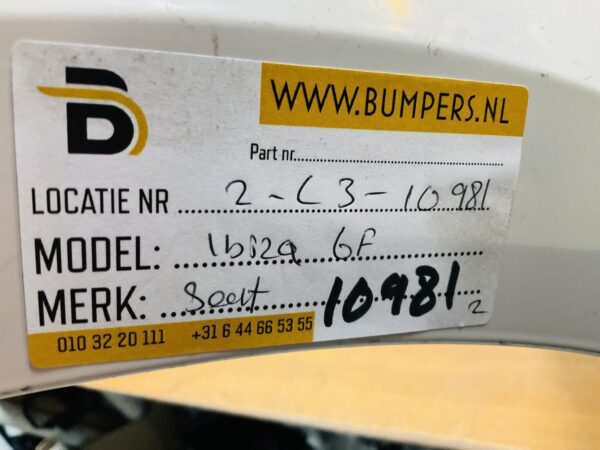 WWW.BUMPERS.NL
Part nr.
LOCATIE NR 2-C3-10981
MODEL: Ibiza 6F
MERK: Seat 10981 2
010 32 20 111 +31 6 44 66 53 55